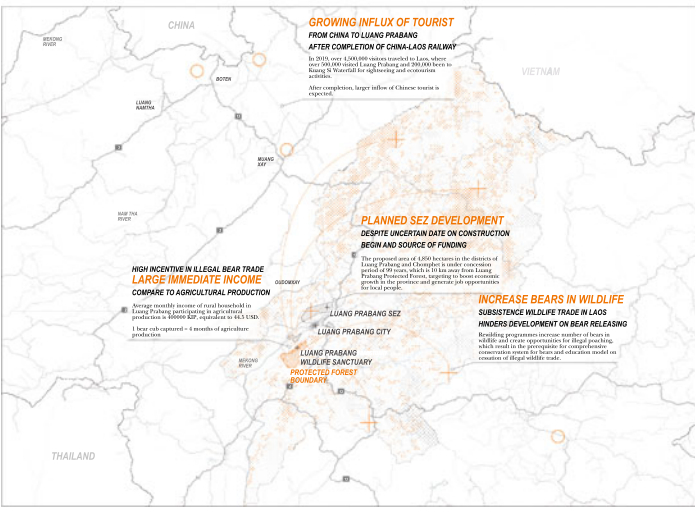 GROWING INFLUX OF TOURIST
FROM CHINA TO LUANG PRABANG
AFTER COMPLETION OF CHINA-LAOS RAILWAY
In 2019, over 4,500,000 visitors traveled to Laos, where
over 500,000 visited Luang Prabang and 200,000 been to
Kuang Si Waterfall for sightseeing and ecotourism
activities.
After completion, larger inflow of Chinese tourist is
expected.
CHINA
MEKONG
RIVER
VIETNAM
BOTEN
LUANG
NAMTHA
MUANG
XAY
NAM THA
RIVER
PLANNED SEZ DEVELOPMENT
DESPITE UNCERTAIN DATE ON CONSTRUCTION
BEGIN AND SOURCE OF FUNDING
The proposed area of 4,850 hectares in the districts of
Luang Prabang and Chomphet is under concession
period of 99 years, which is 10 km away from Luang
Prabang Protected Forest, targeting to boost economic
growth in the province and generate job opportunities
for local people.
HIGH INCENTIVE IN ILLEGAL BEAR TRADE
LARGE IMMEDIATE INCOME
COMPARE TO AGRICULTURAL PRODUCTION
Average monthly income of rural household in
Luang Prabang participating in agricultural
production is 400000 KIP, equivalent to 44.5 USD.
1 bear cub captured = 4 months of agriculture
production
OUDOMXAY
INCREASE BEARS IN WILDLIFE
SUBSISTENCE WILDLIFE TRADE IN LAOS
HINDERS DEVELOPMENT ON BEAR RELEASING
Rewilding programmes increase number of bears in
wildlife and create opportunities for illegal poaching,
which result in the prerequisite for comprehensive
conservation system for bears and education model on
cessation of illegal wildlife trade.
LUANG PRABANG SEZ
LUANG PRABANG CITY
LUANG PRABANG
WILDLIFE SANCTUARY
PROTECTED FOREST
BOUNDARY
MEKONG
RIVER
THAILAND